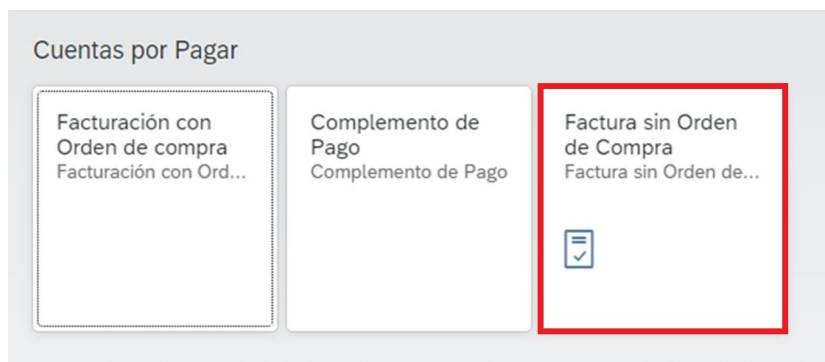 Cuentas por Pagar
Facturación con
Orden de compra
Facturación con Ord...
Complemento de
Pago
Complemento de Pago
Factura sin Orden
de Compra
Factura sin Orden de...